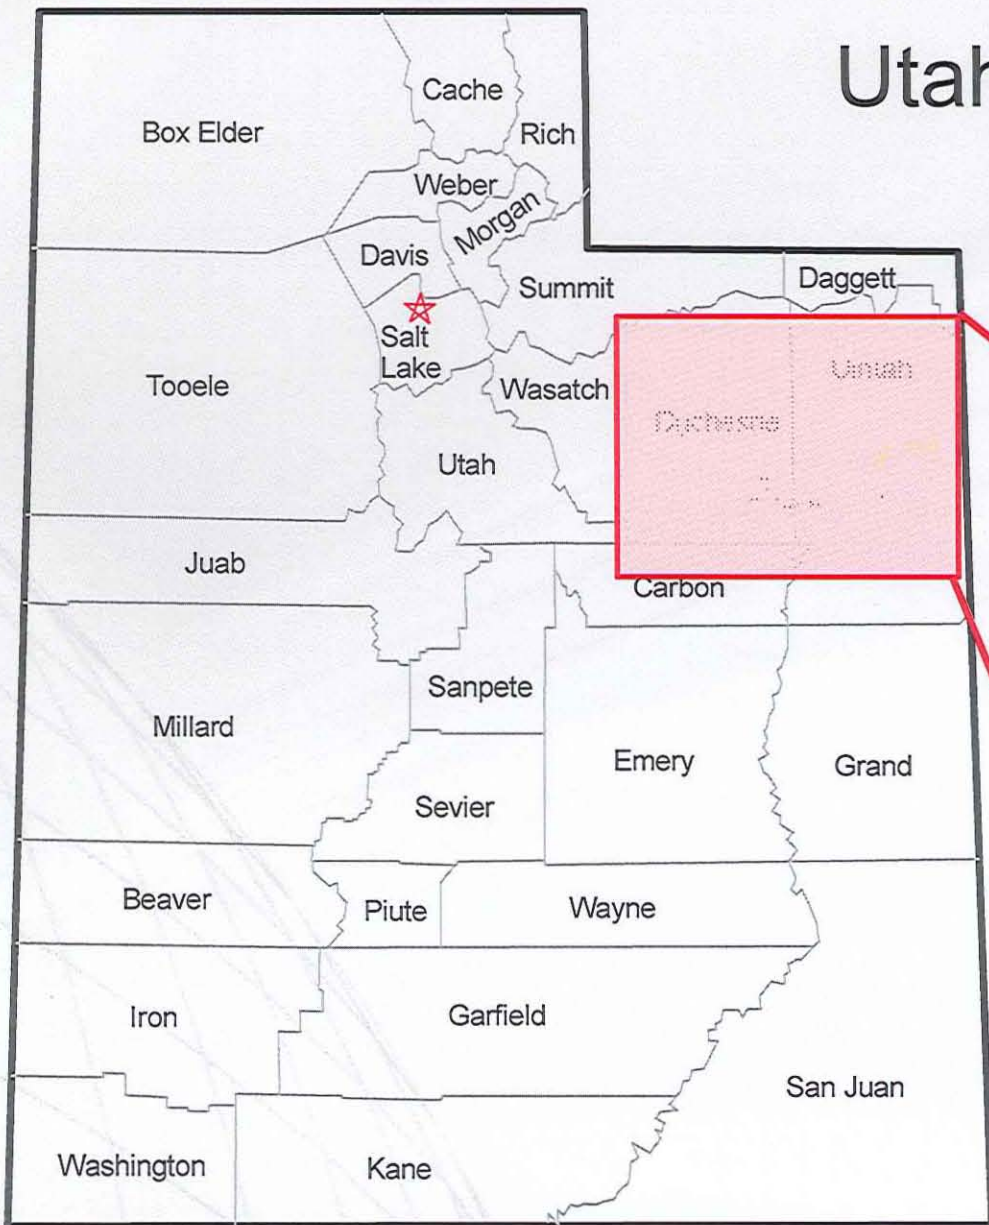 Utah
Cache
Box Elder
Rich
Weber
Morgan
Davis
Daggett
Summit
Salt
Lake
Uintah
Tooele
Wasatch
Duchesne
Utah
Juab
Carbon
Sanpete
Millard
Emery
Grand
Sevier
Beaver
Piute
Wayne
Iron
Garfield
San Juan
Washington
Kane